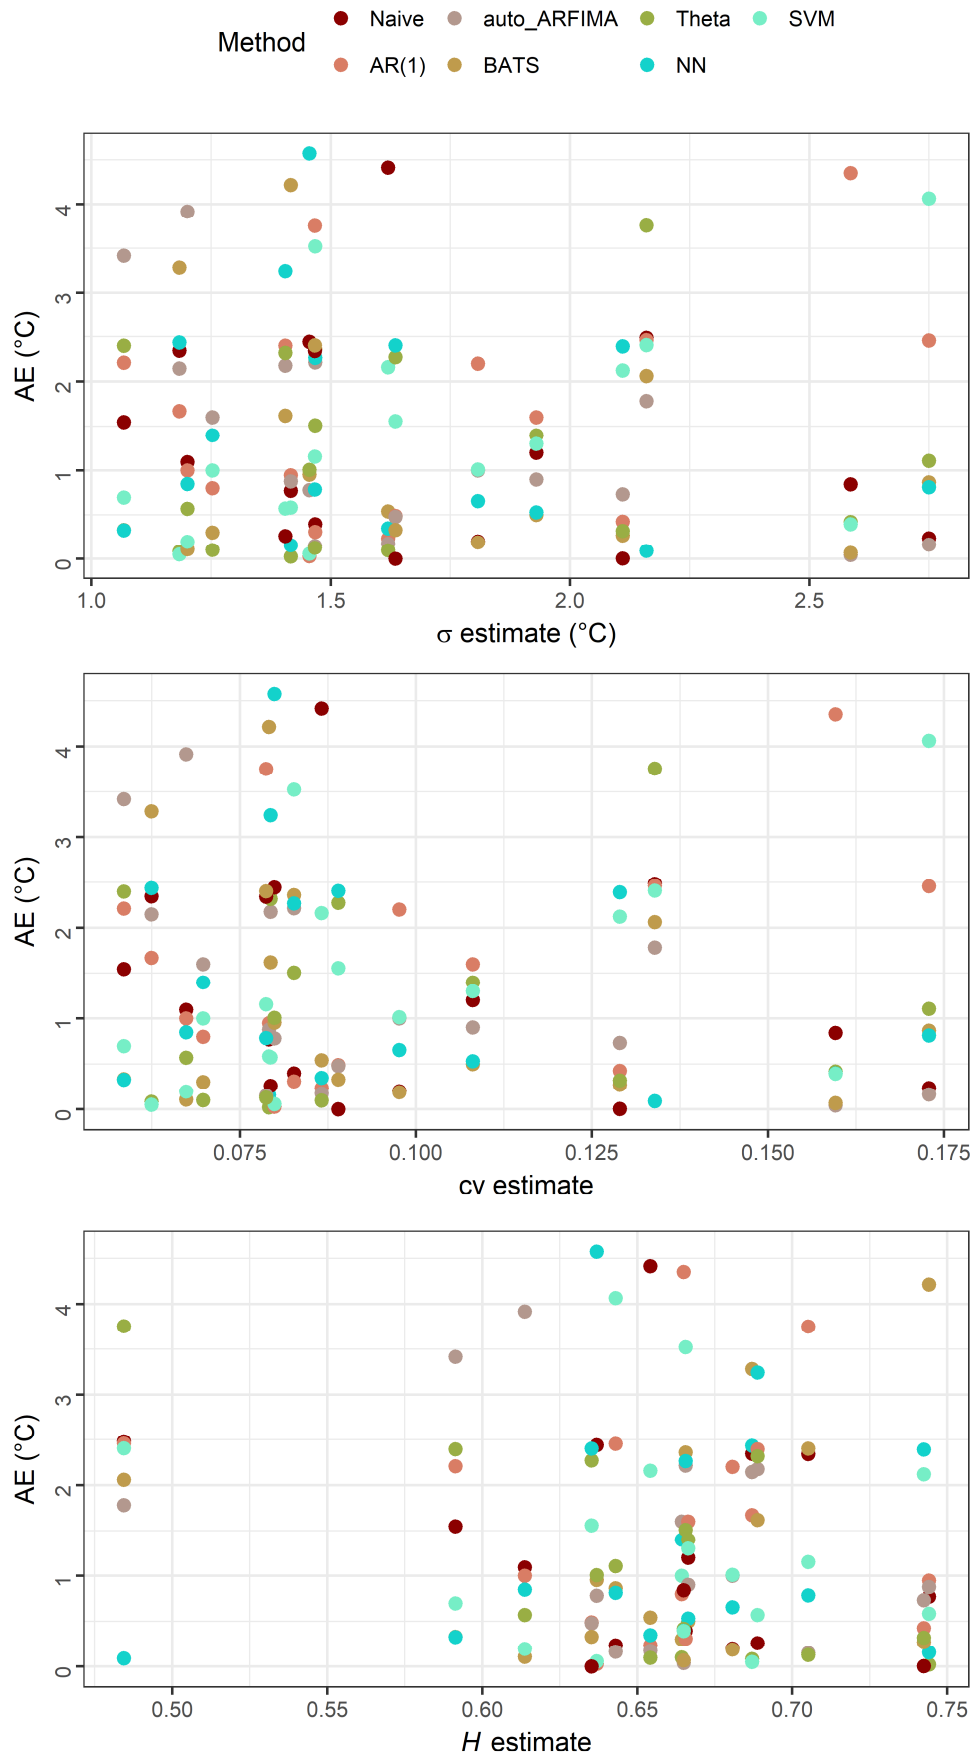 Method
Naive auto_ARFIMA Theta SVM
AR(1) BATS NN
AE (°C)
4
3
2
1
0
1.0 1.5 2.0 2.5
σ estimate (°C)
AE (°C)
4
3
2
1
0
0.075 0.100 0.125 0.150 0.175
cv estimate
AE (°C)
4
3
2
1
0
0.50 0.55 0.60 0.65 0.70 0.75
H estimate